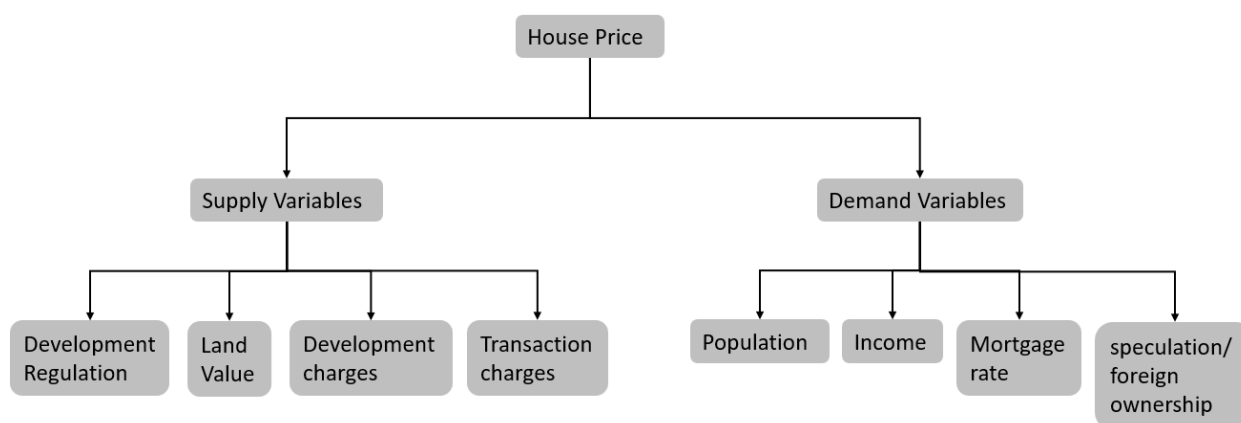 House Price
Supply Variables
Demand Variables
Development
Regulation
Land
Value
Development
charges
Transaction
charges
Population
Income
Mortgage
rate
speculation/
foreign
ownership